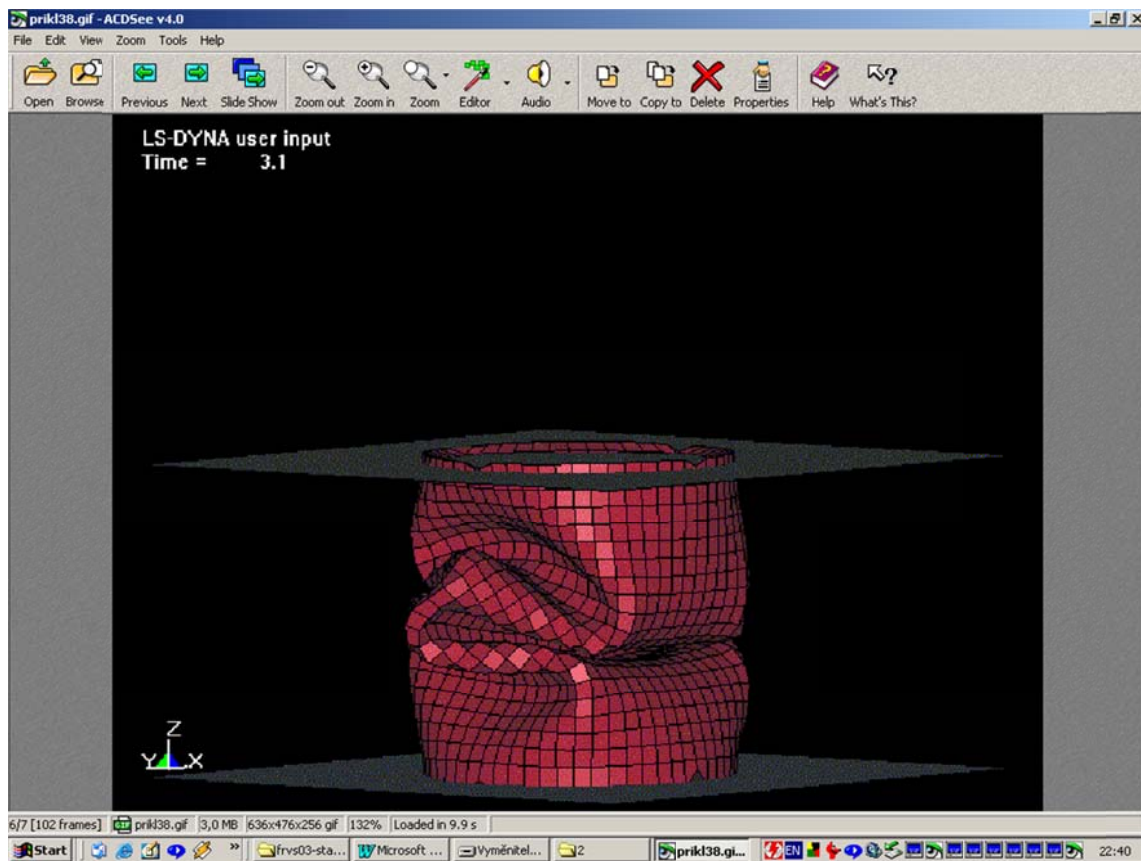 prikl38.gif - ACDSee v4.0
File Edit View Zoom Tools Help
Open Browse Previous Next Slide Show Zoom out Zoom in Zoom Editor Audio Move to Copy to Delete Properties Help What's This?
LS-DYNA user input
Time = 3.1
Z
Y X
6/7 [102 frames] prikl38.gif 3,0 MB 636x476x256 gif 132% Loaded in 9.9 s
Start » frvs03-sta... Microsoft ... Vyměnitel... 2 prikl38.gi... EN 22:40